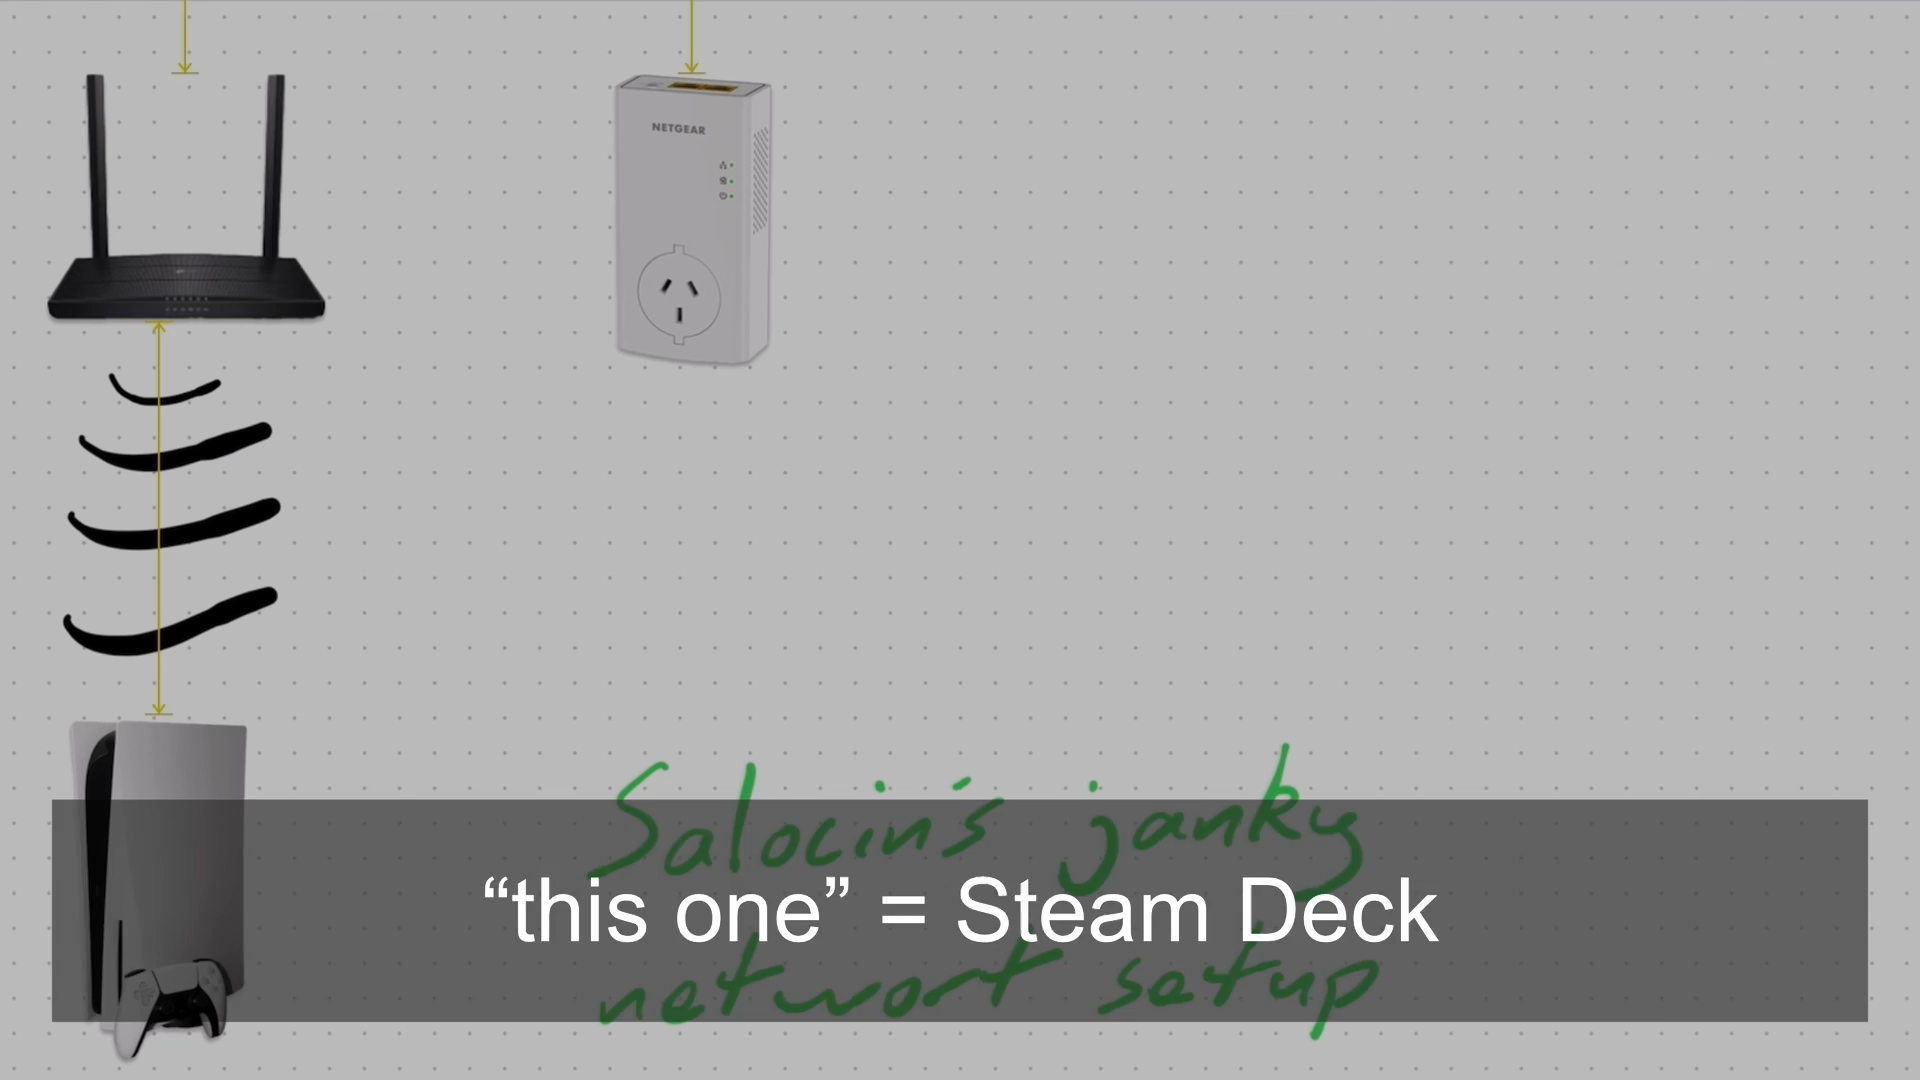 NETGEAR
Salocin's janky
“this one” = Steam Deck
network setup